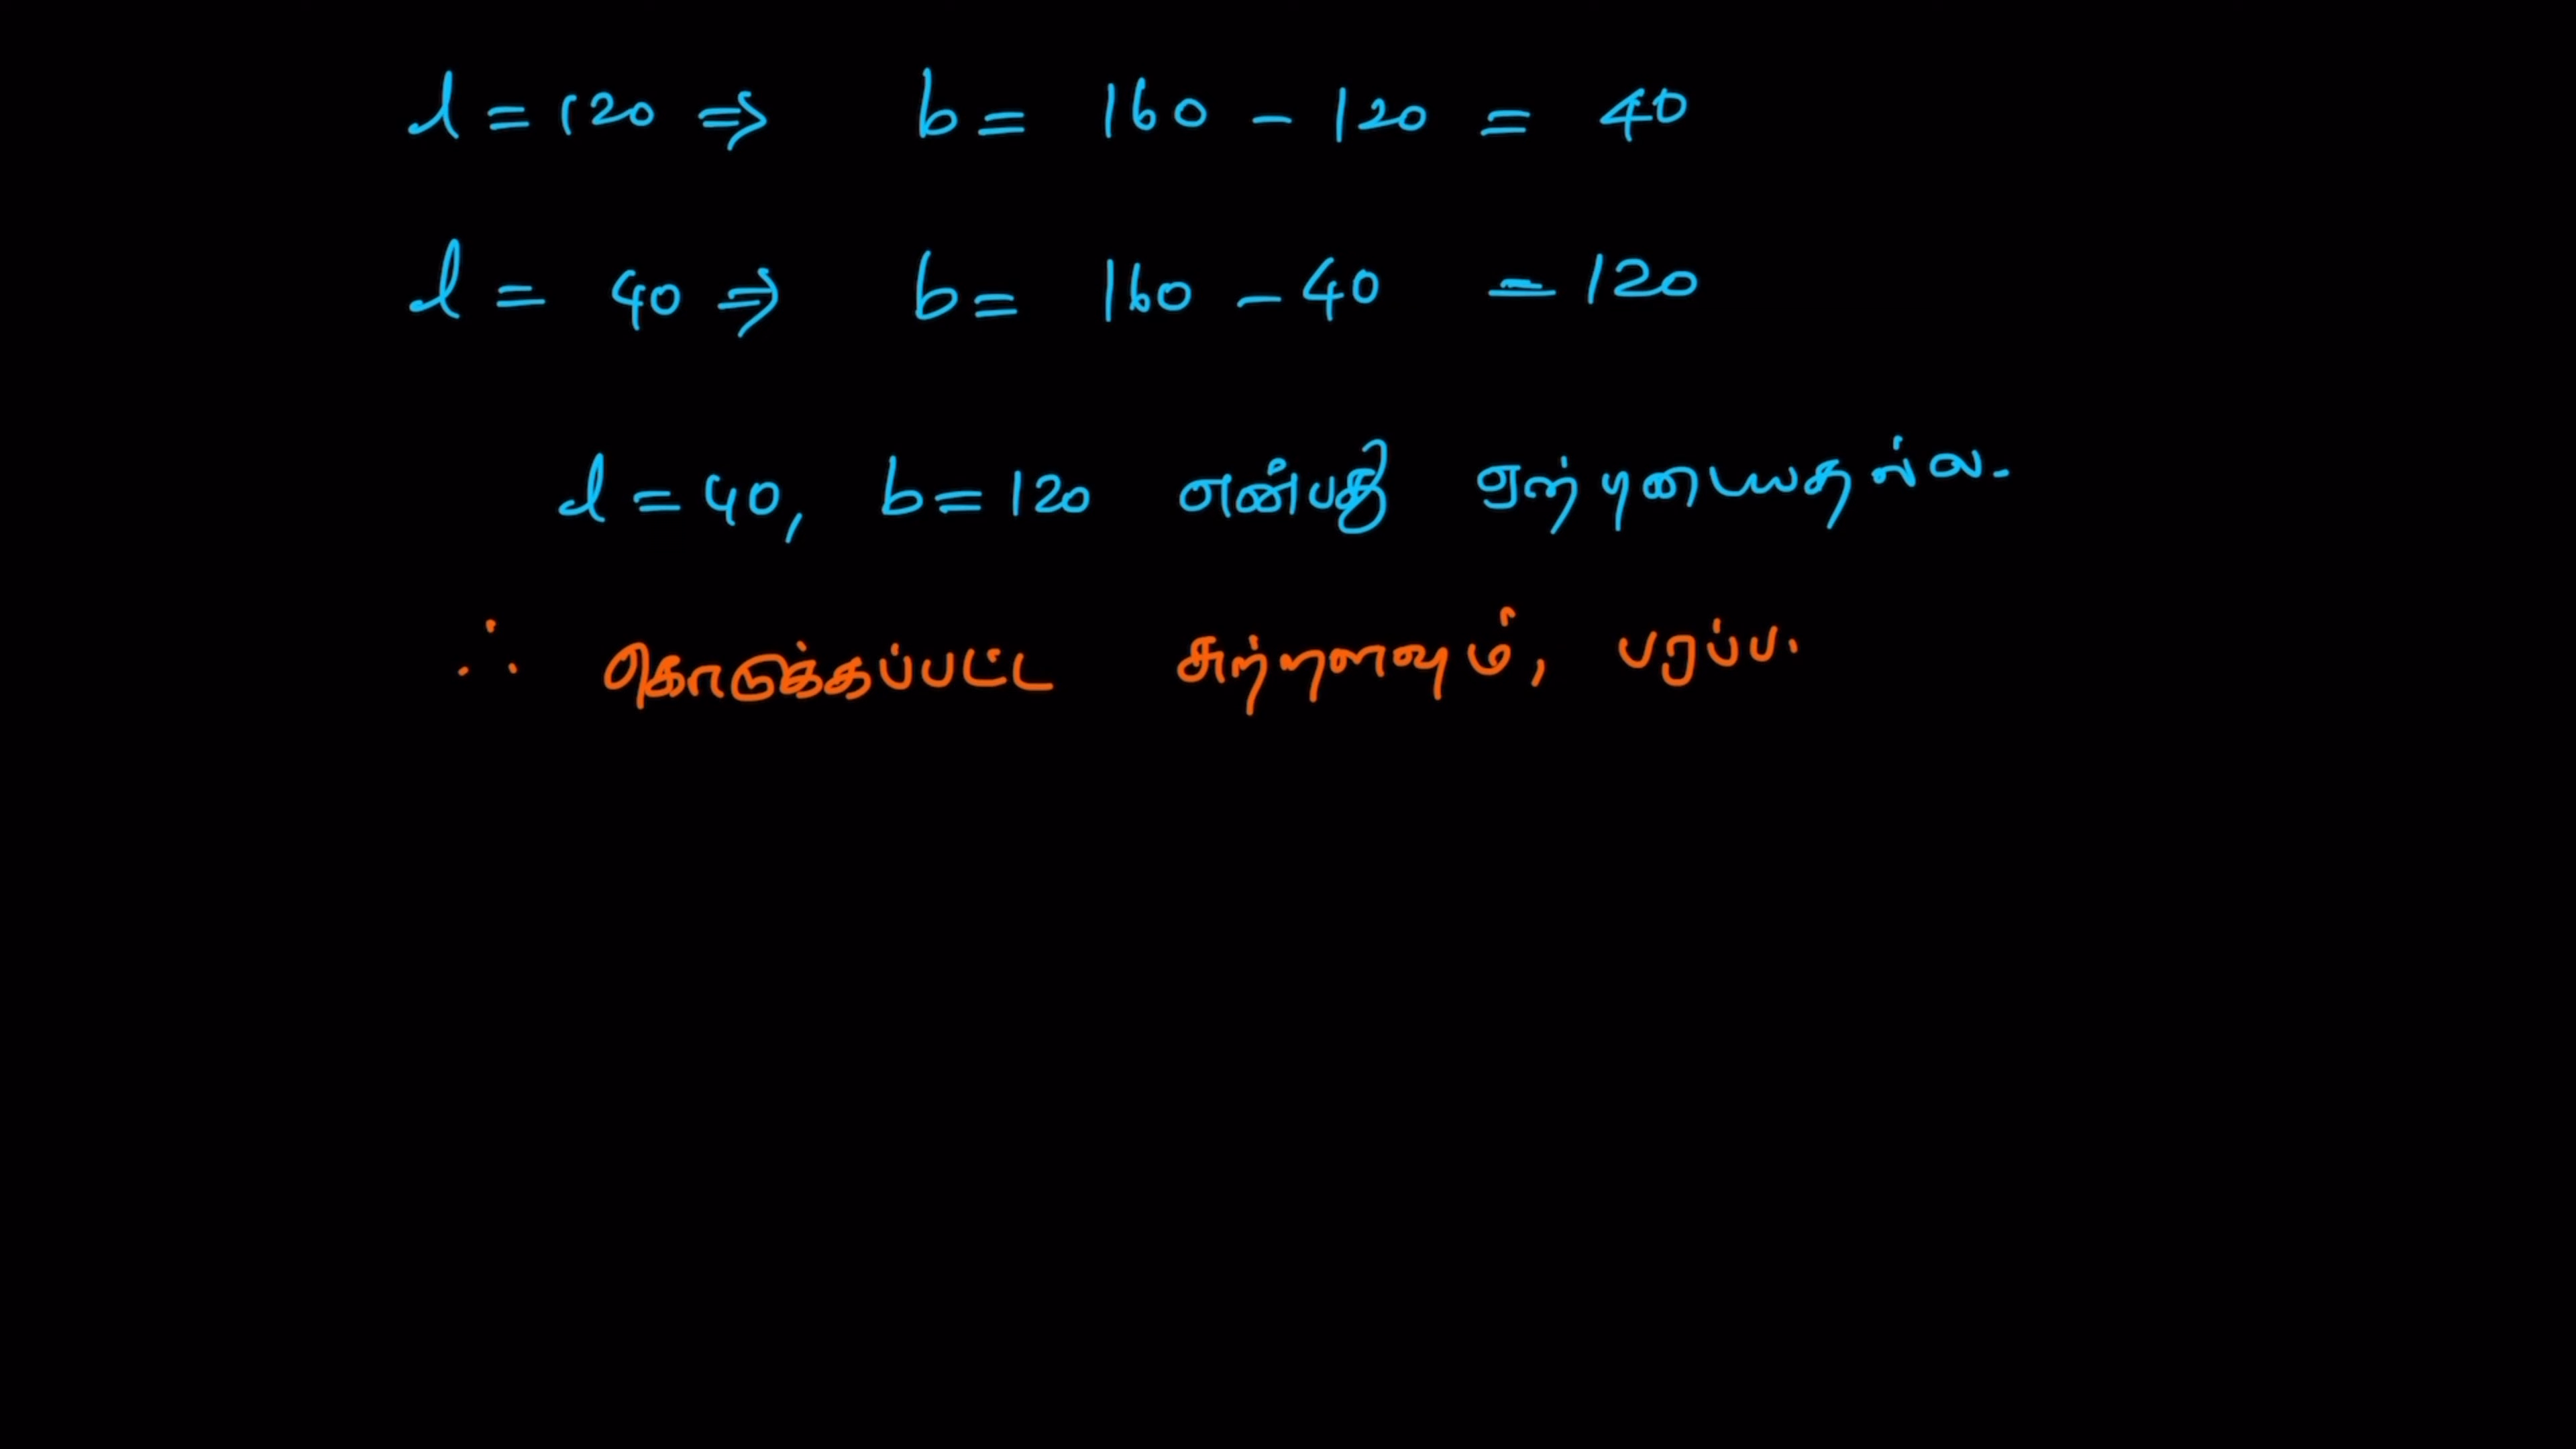 l = 120 ⇒ b = 160 - 120 = 40
l = 40 ⇒ b = 160 - 40 = 120
l = 40, b = 120 என்பது ஏற்புடையதல்ல.
∴ கொடுக்கப்பட்ட சுற்றளவும், பரப்ப